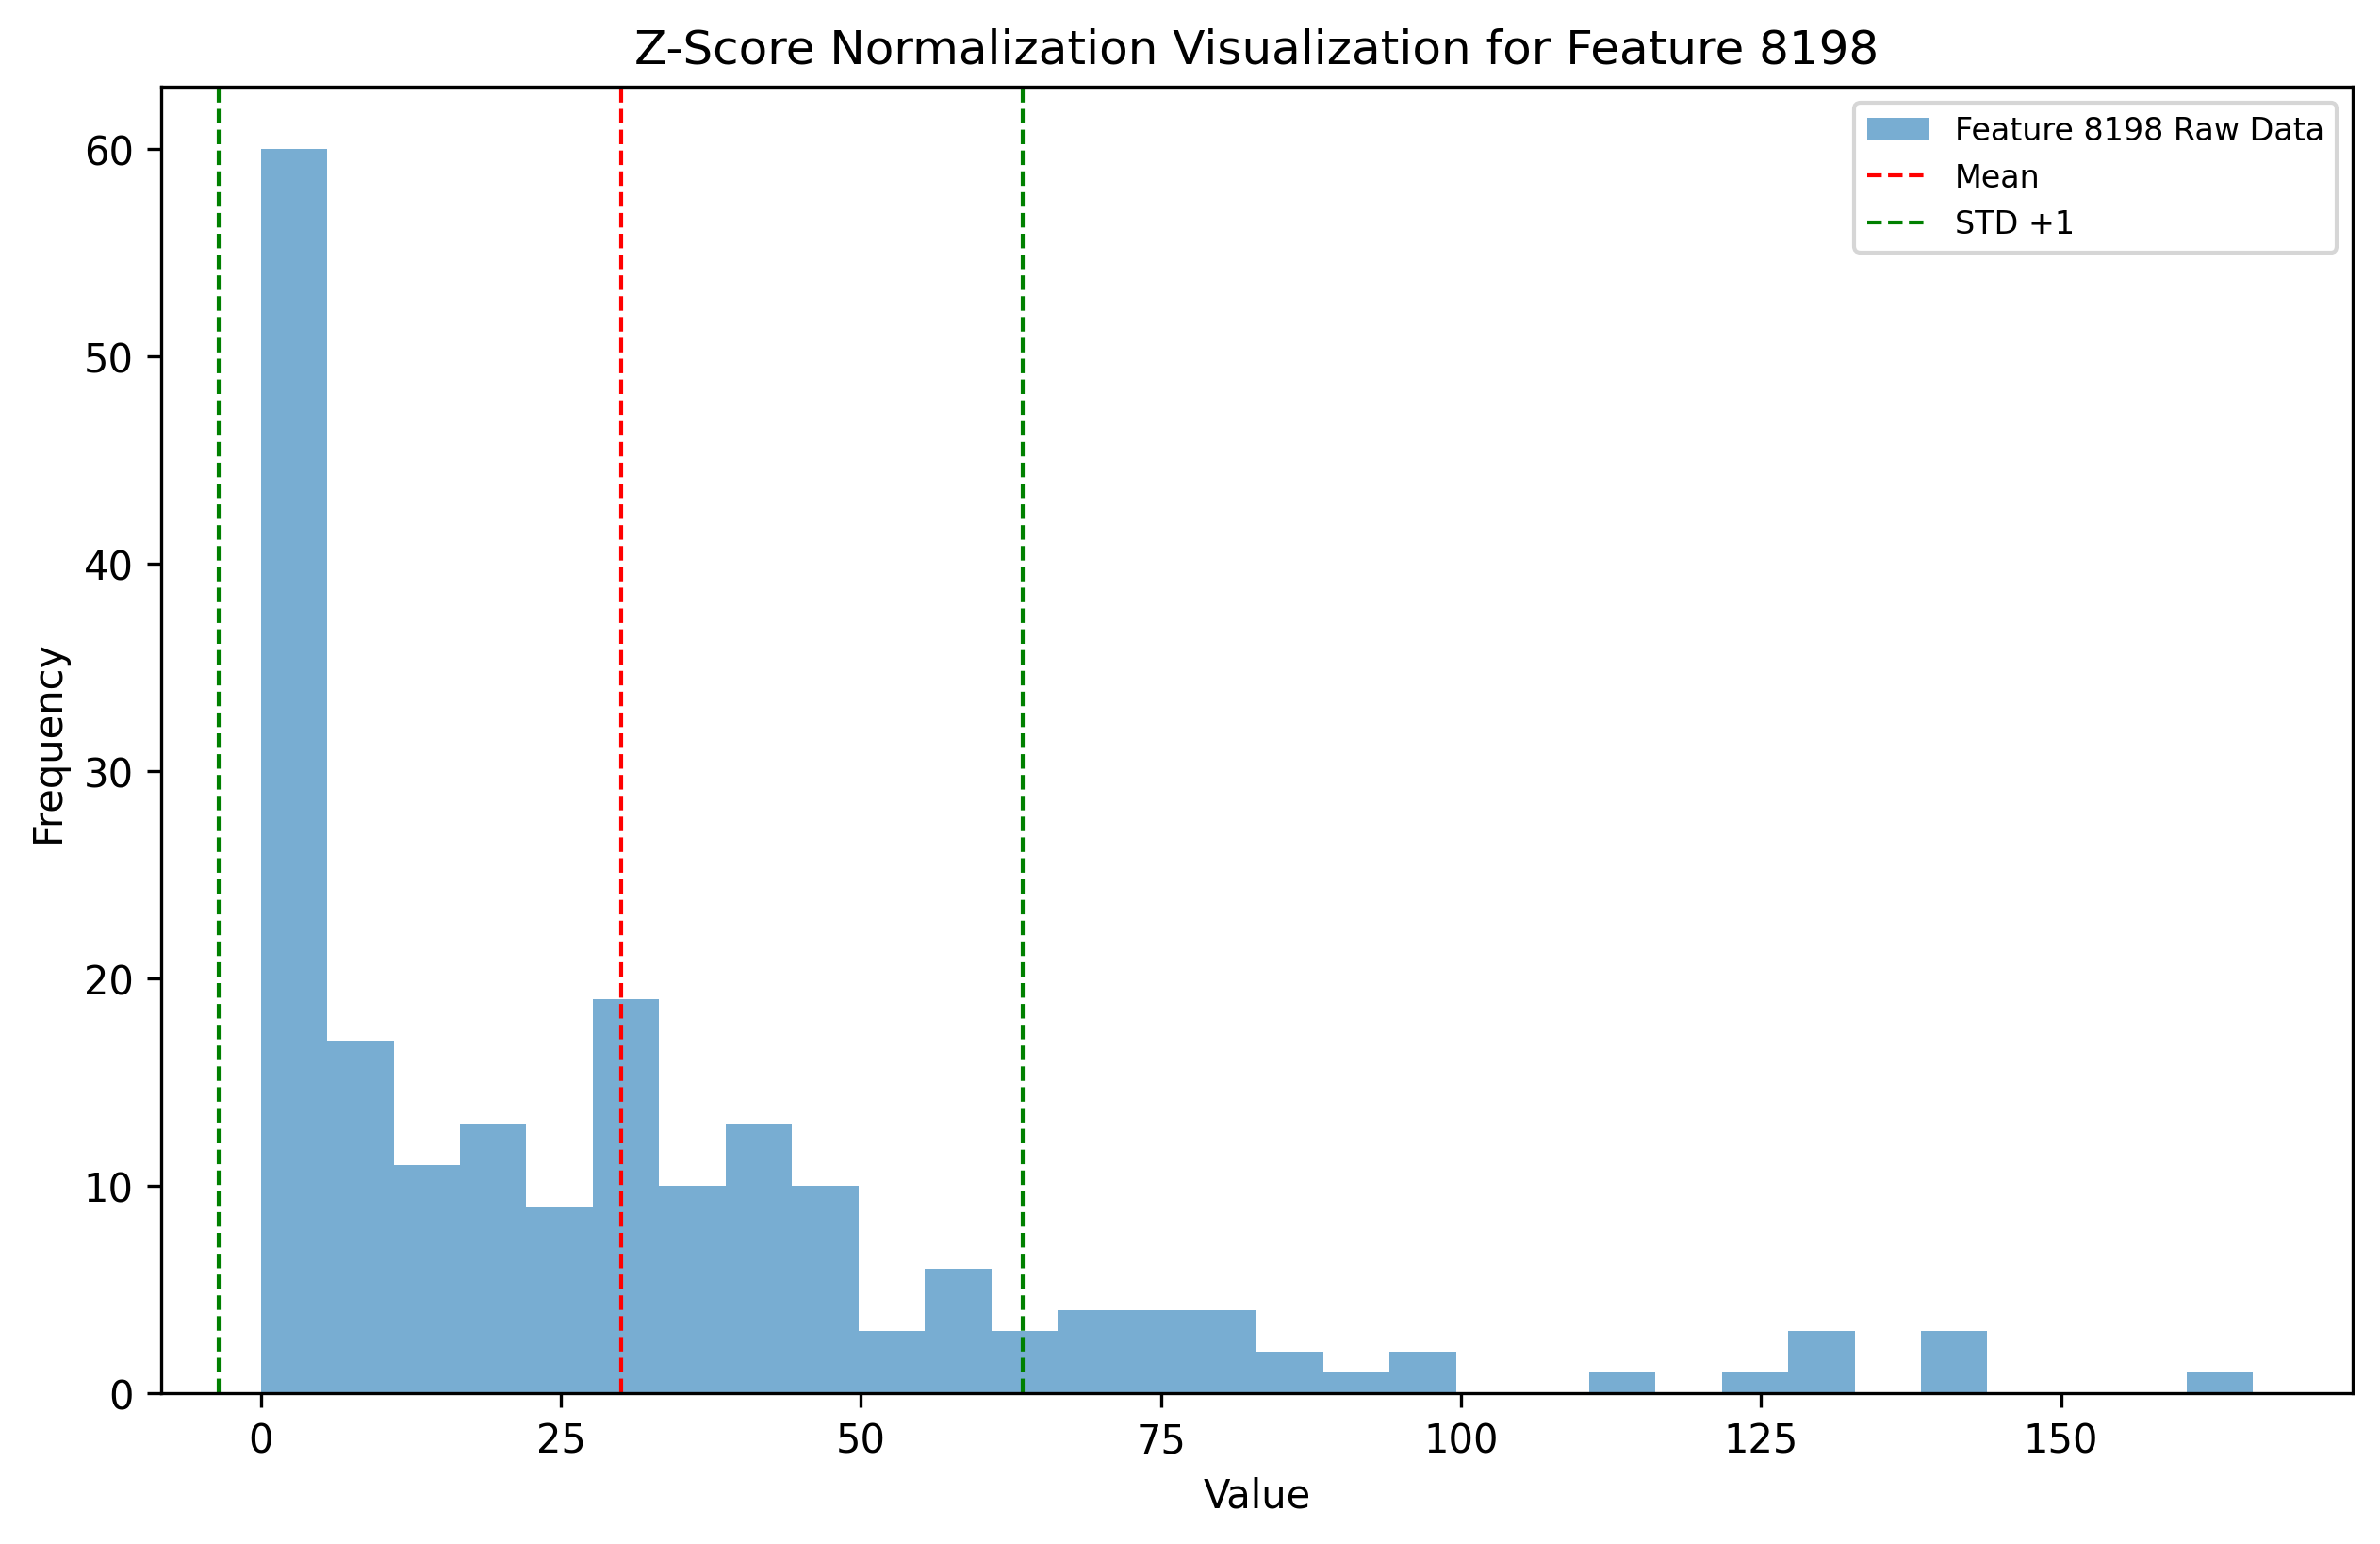 Z-Score Normalization Visualization for Feature 8198
Feature 8198 Raw Data
Mean
STD +1
60
50
40
30
20
10
0
Frequency
0 25 50 75 100 125 150
Value